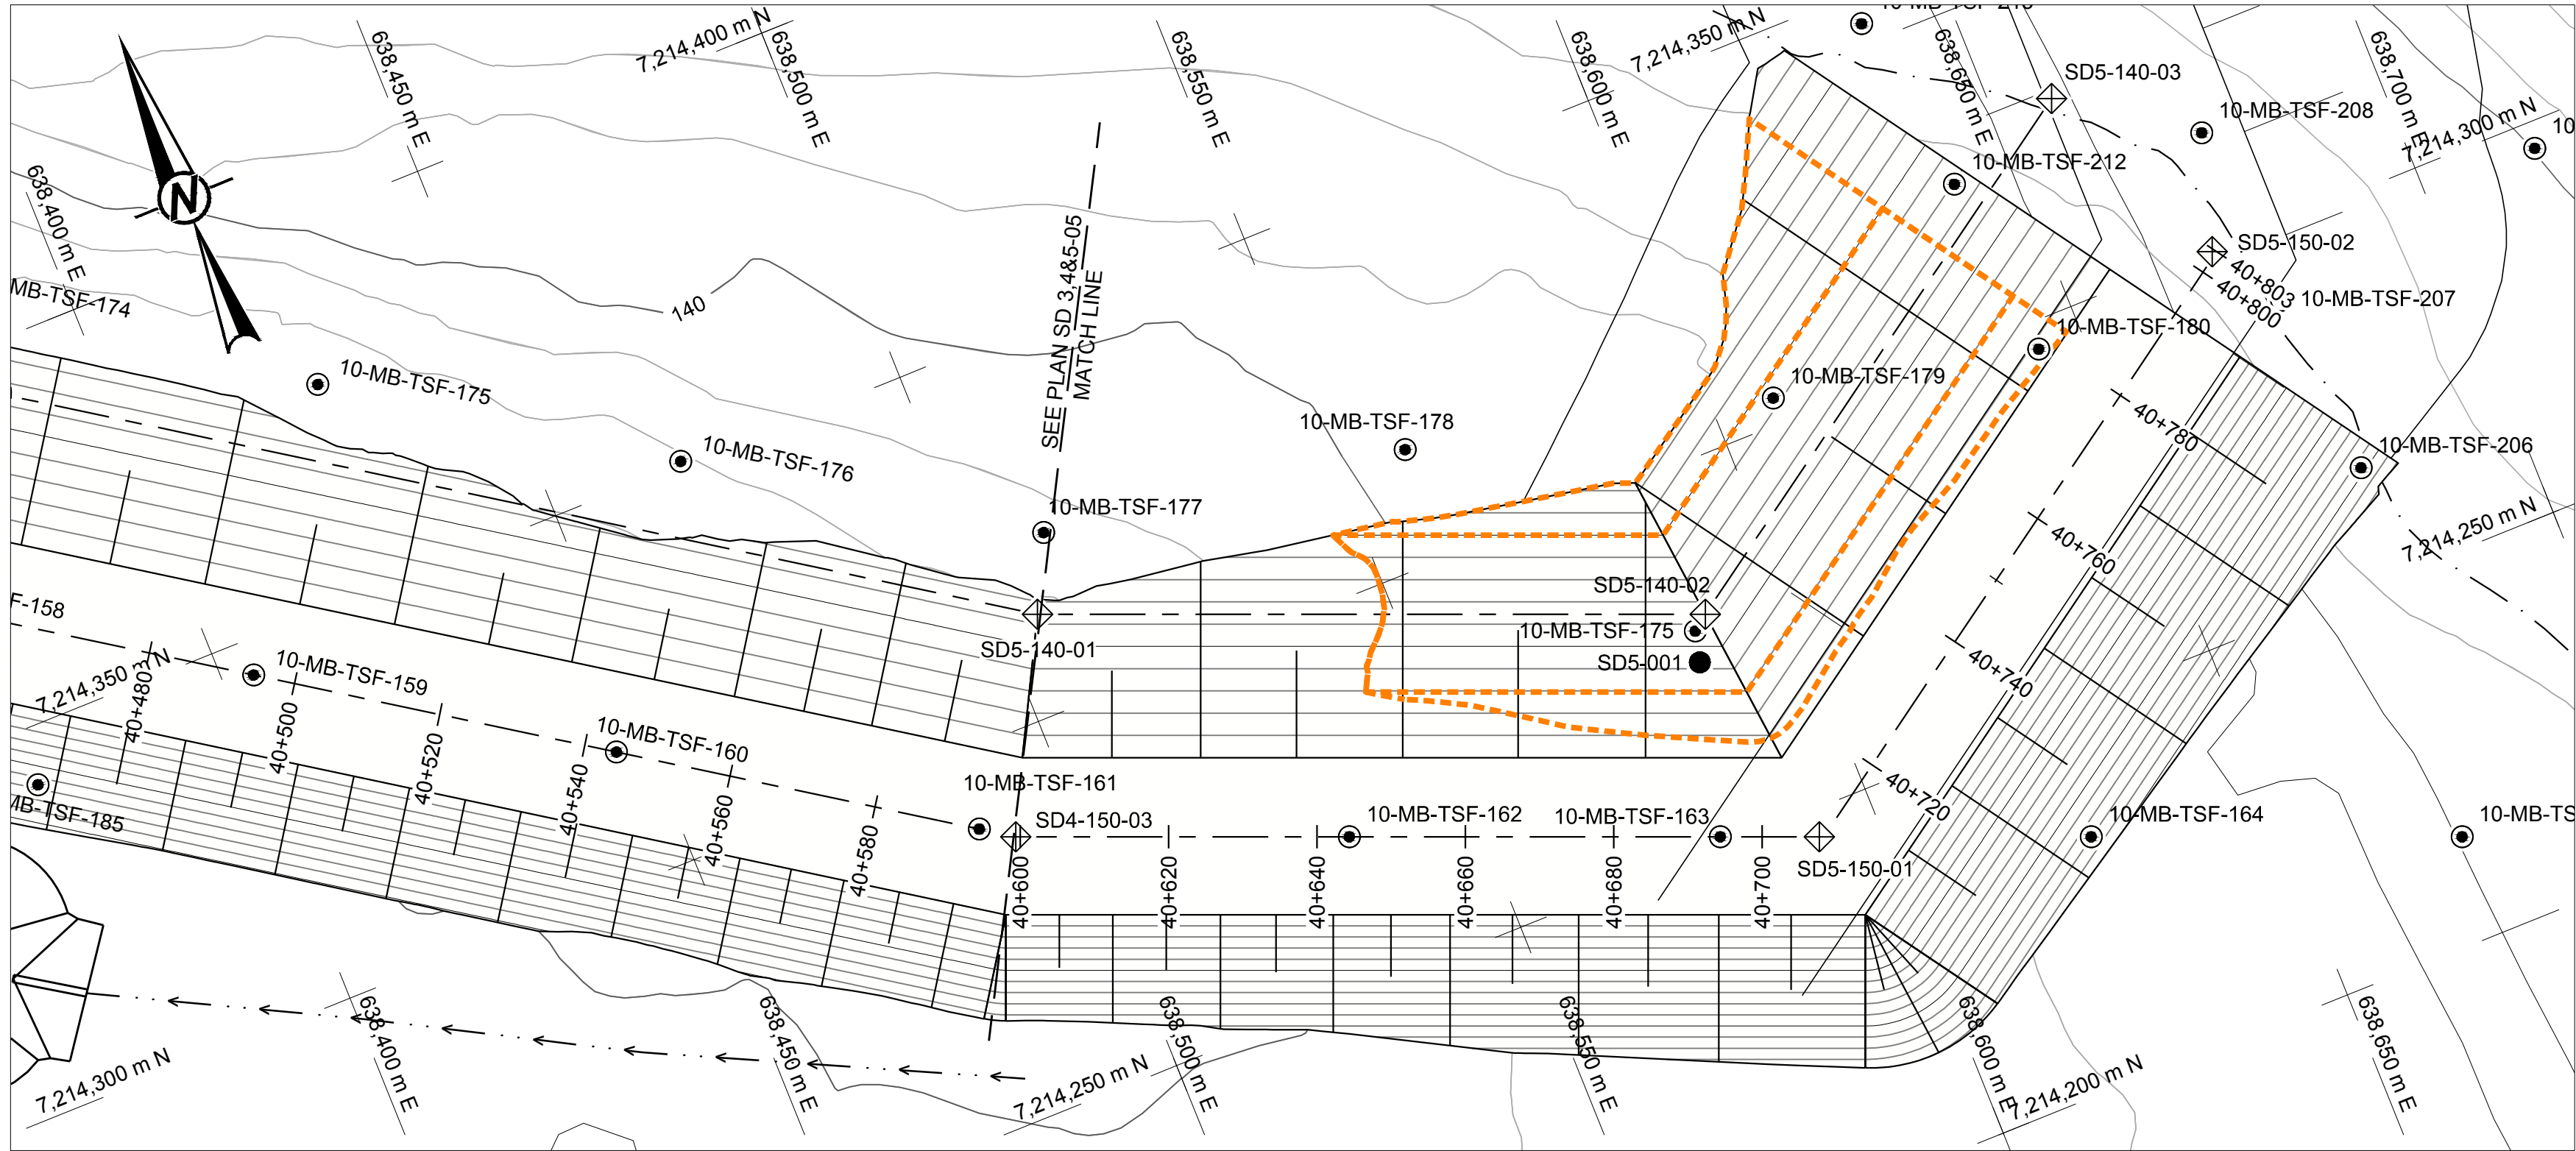 638,450 m E
7,214,400 m N
638,500 m E
638,550 m E
638,600 m E
7,214,350 m N
638,650 m E
SD5-140-03
10-MB-TSF-208
638,700 m E
7,214,300 m N
10
N
638,400 m E
10-MB-TSF-212
SD5-150-02
40+803
40+800
10-MB-TSF-207
MB-TSF-174
140
SEE PLAN SD 3,4&5-05
MATCH LINE
10-MB-TSF-180
10-MB-TSF-175
10-MB-TSF-179
10-MB-TSF-178
40+780
10-MB-TSF-206
10-MB-TSF-176
10-MB-TSF-177
7,214,250 m N
40+760
SD5-140-02
F-158
10-MB-TSF-175
SD5-001
SD5-140-01
40+740
7,214,350 m N
10-MB-TSF-159
40+480
40+500
40+520
10-MB-TSF-160
40+540
40+560
40+580
10-MB-TSF-161
SD4-150-03
10-MB-TSF-162
10-MB-TSF-163
40+720
10-MB-TSF-164
10-MB-TS
MB-TSF-185
SD5-150-01
40+600
40+620
40+640
40+660
40+680
40+700
638,400 m E
638,450 m E
638,500 m E
638,550 m E
638,600 m E
638,650 m E
7,214,300 m N
7,214,250 m N
7,214,200 m N